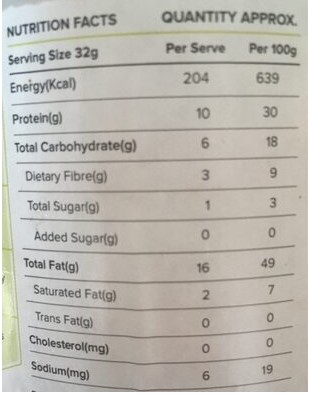 NUTRITION FACTS QUANTITY APPROX.
Serving Size 32g Per Serve Per 100g
Energy(Kcal) 204 639
Protein(g) 10 30
Total Carbohydrate(g) 6 18
Dietary Fibre(g) 3 9
Total Sugar(g) 1 3
Added Sugar(g) 0 0
Total Fat(g) 16 49
Saturated Fat(g) 2 7
Trans Fat(g) 0 0
Cholesterol(mg) 0 0
Sodium(mg) 6 19